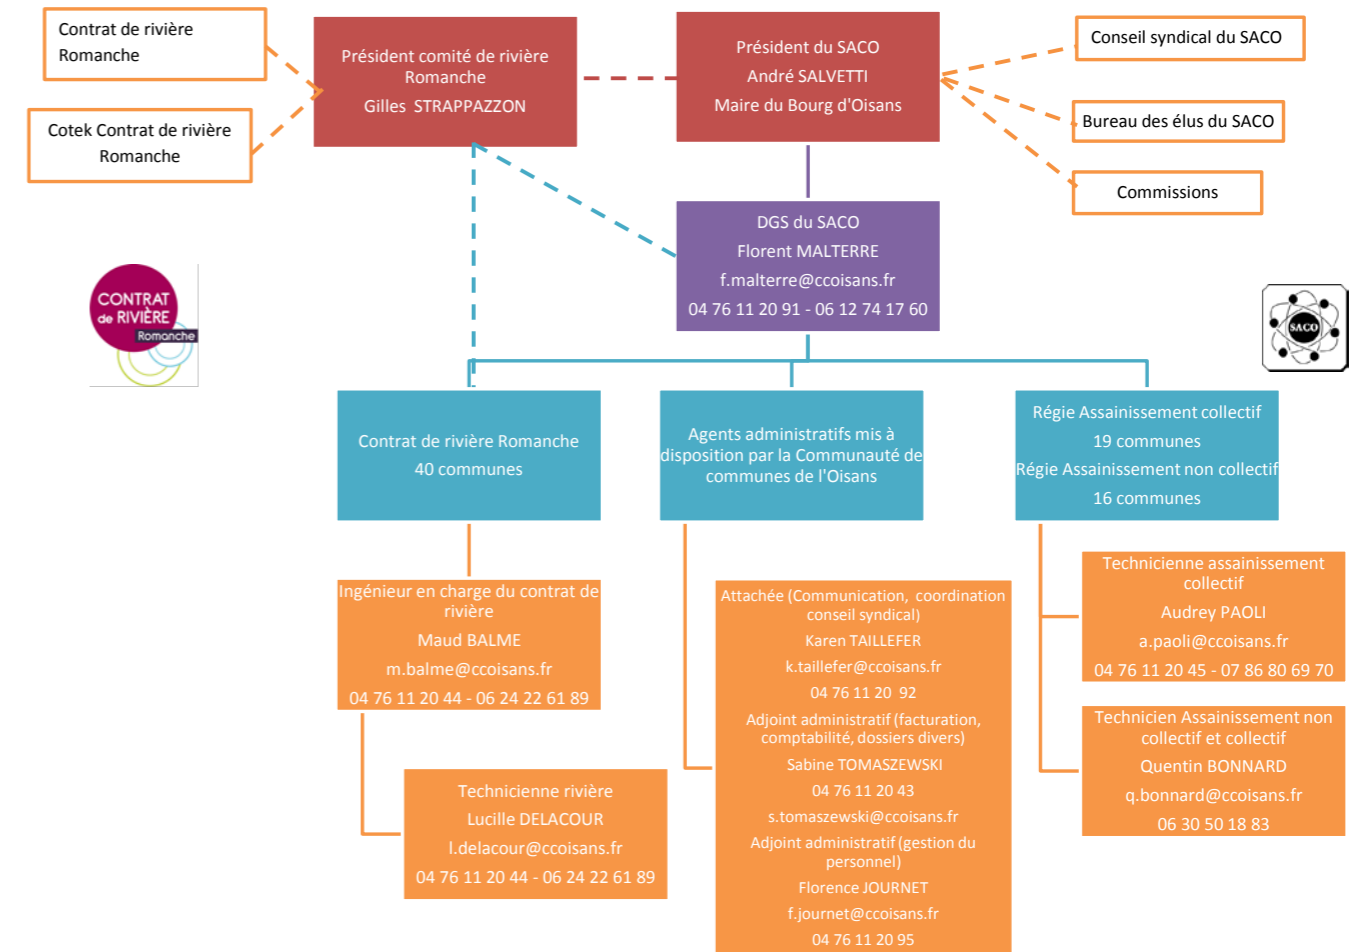 Contrat de rivière
Romanche
Cotek Contrat de rivière
Romanche
Président comité de rivière
Romanche
Gilles STRAPPAZZON
Président du SACO
André SALVETTI
Maire du Bourg d'Oisans
Conseil syndical du SACO
Bureau des élus du SACO
Commissions
DGS du SACO
Florent MALTERRE
f.malterre@ccoisans.fr
04 76 11 20 91 - 06 12 74 17 60
CONTRAT
de RIVIÈRE
Romanche
SACO
Contrat de rivière Romanche
40 communes
Agents administratifs mis à
disposition par la Communauté de
communes de l'Oisans
Régie Assainissement collectif
19 communes
Régie Assainissement non collectif
16 communes
Ingénieur en charge du contrat de
rivière
Maud BALME
m.balme@ccoisans.fr
04 76 11 20 44 - 06 24 22 61 89
Technicienne rivière
Lucille DELACOUR
l.delacour@ccoisans.fr
04 76 11 20 44 - 06 24 22 61 89
Attachée (Communication, coordination
conseil syndical)
Karen TAILLEFER
k.taillefer@ccoisans.fr
04 76 11 20 92
Adjoint administratif (facturation,
comptabilité, dossiers divers)
Sabine TOMASZEWSKI
04 76 11 20 43
s.tomaszewski@ccoisans.fr
Adjoint administratif (gestion du
personnel)
Florence JOURNET
f.journet@ccoisans.fr
04 76 11 20 95
Technicienne assainissement
collectif
Audrey PAOLI
a.paoli@ccoisans.fr
04 76 11 20 45 - 07 86 80 69 70
Technicien Assainissement non
collectif et collectif
Quentin BONNARD
q.bonnard@ccoisans.fr
06 30 50 18 83